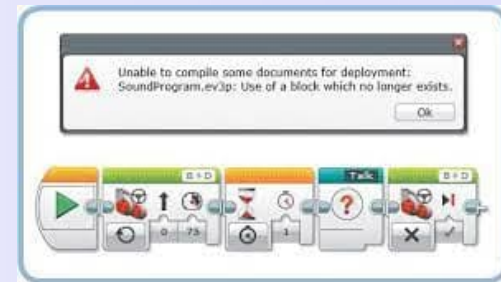 Unable to compile some documents for deployment:
SoundProgram.ev3p: Use of a block which no longer exists.
Ok
B + D
Talk
B + D
0
75
1